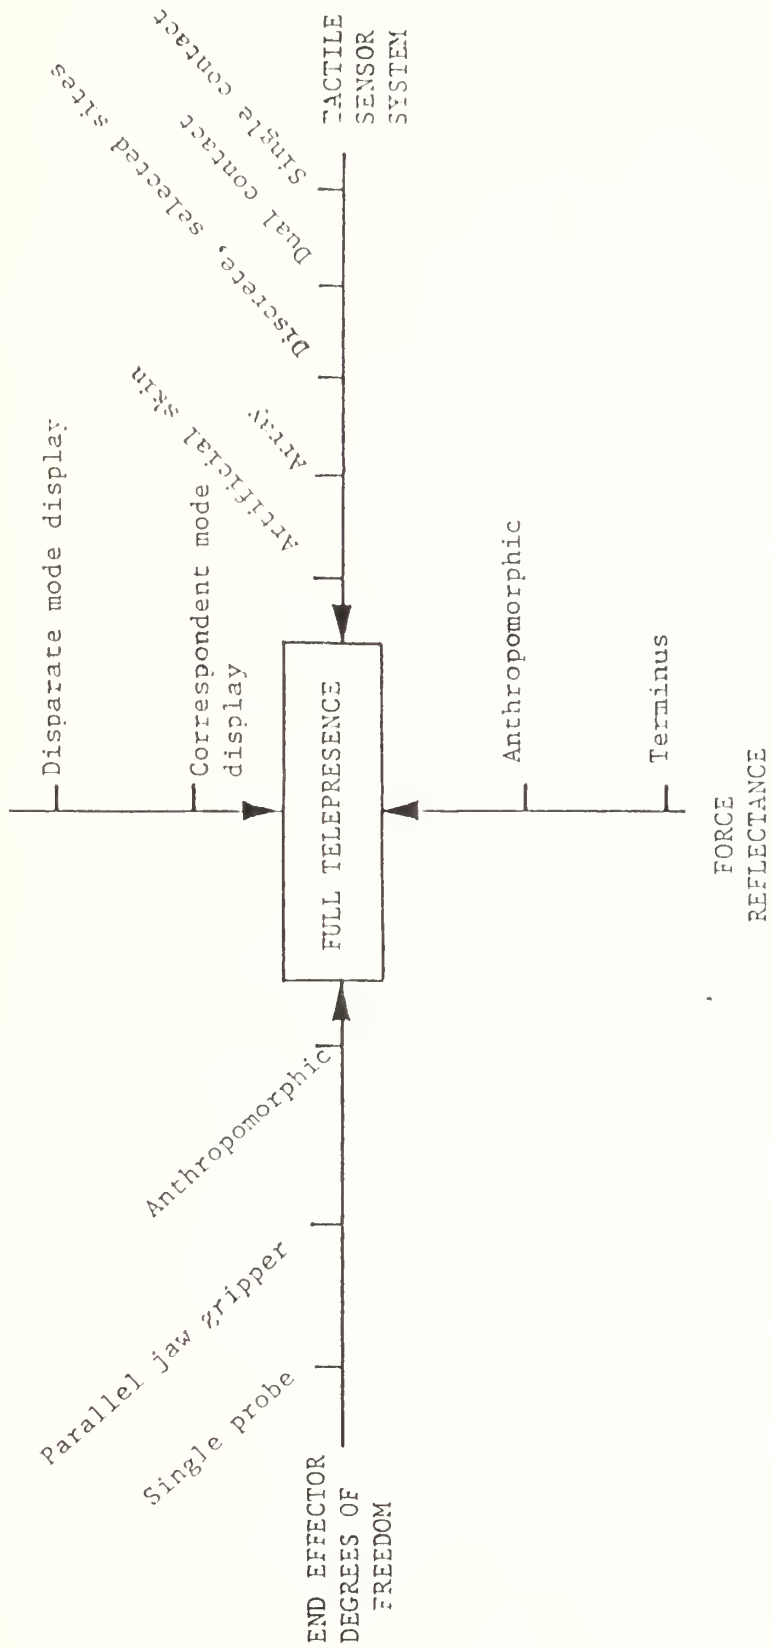 Disparate mode display
Correspondent mode
display
END EFFECTOR
DEGREES OF
FREEDOM
Single probe
Parallel jaw gripper
Anthropomorphic
FULL TELEPRESENCE
Artificial skin
Array
Discrete, selected sites
Dual contact
Single contact
TACTILE
SENSOR
SYSTEM
Anthropomorphic
Terminus
FORCE
REFLECTANCE